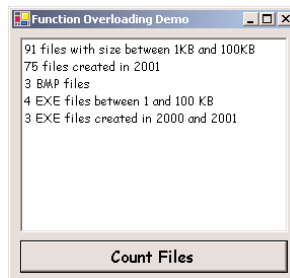 Function Overloading Demo
91 files with size between 1KB and 100KB
75 files created in 2001
3 BMP files
4 EXE files between 1 and 100 KB
3 EXE files created in 2000 and 2001
Count Files